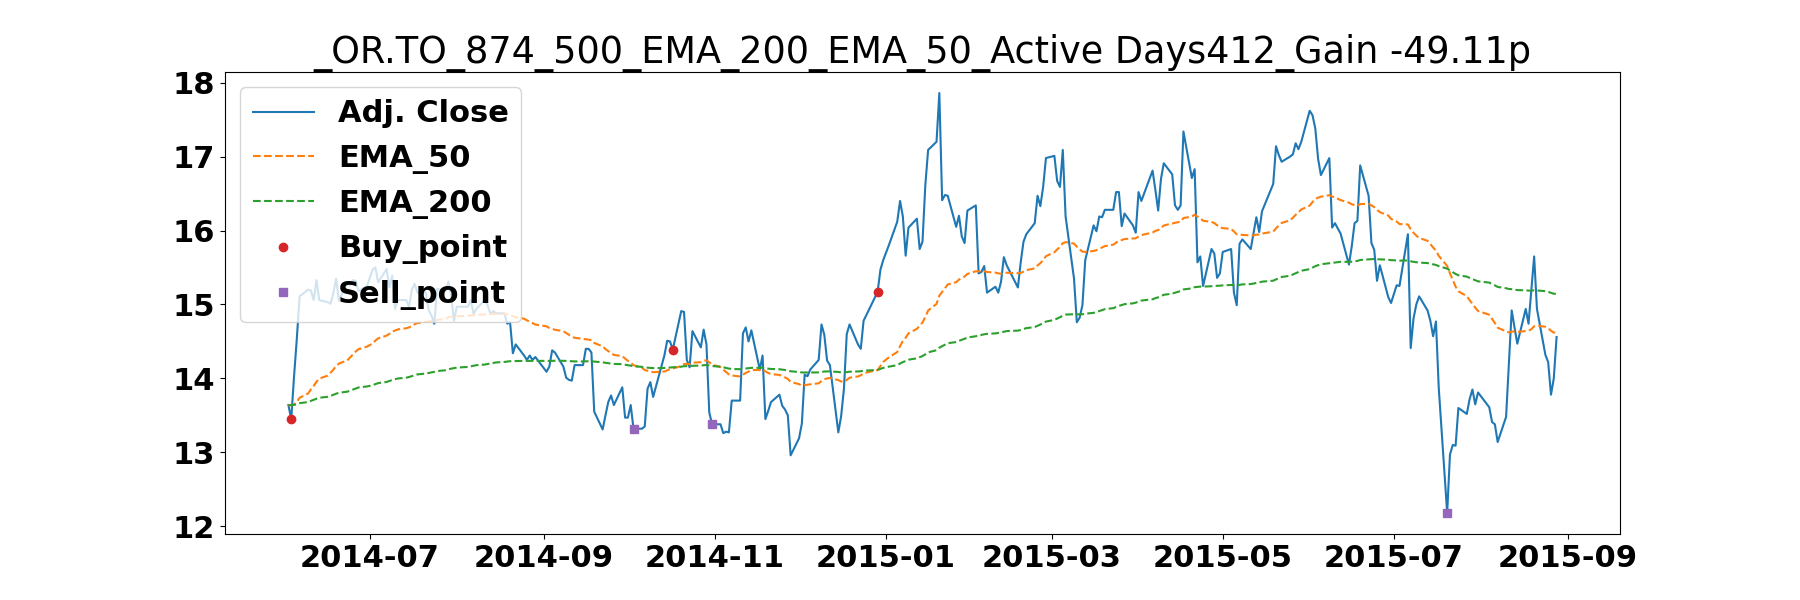 _OR.TO_874_500_EMA_200_EMA_50_Active Days412_Gain -49.11p
18
17
16
15
14
13
12
Adj. Close
EMA_50
EMA_200
Buy_point
Sell_point
2014-07 2014-09 2014-11 2015-01 2015-03 2015-05 2015-07 2015-09